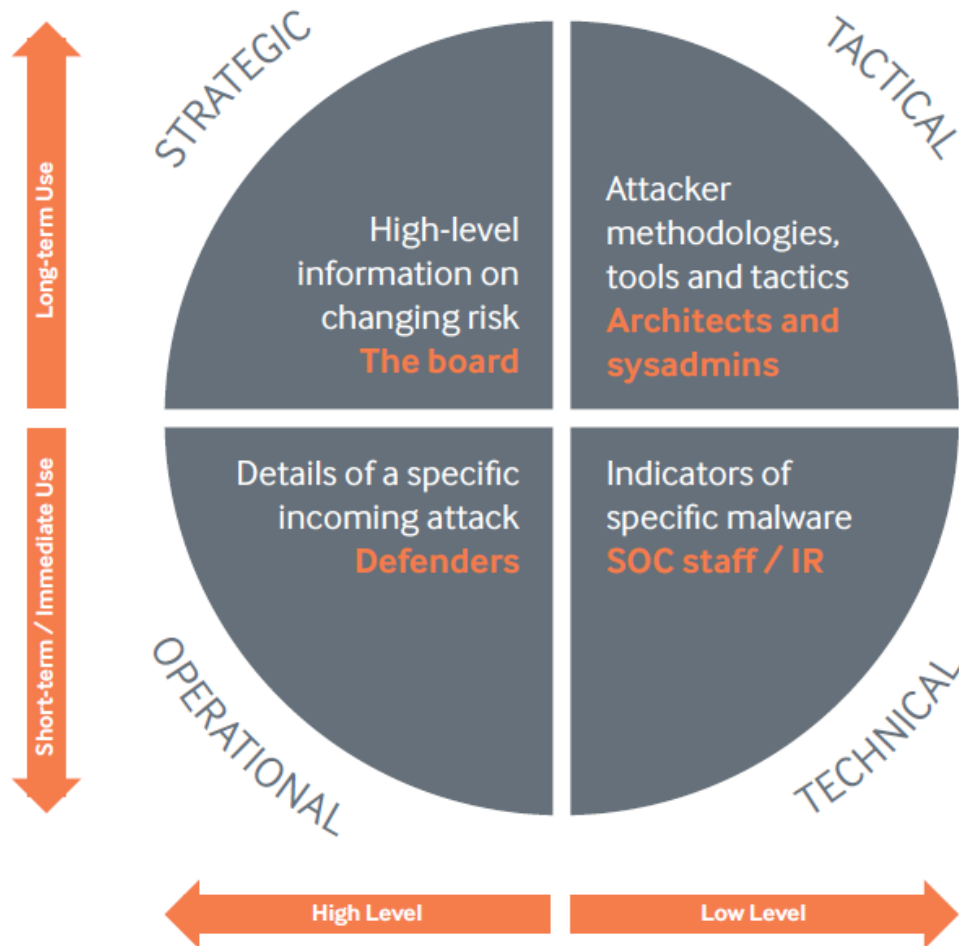 STRATEGIC
TACTICAL
Long-term Use
High-level
information on
changing risk
The board
Attacker
methodologies,
tools and tactics
Architects and
sysadmins
Short-term / Immediate Use
Details of a specific
incoming attack
Defenders
Indicators of
specific malware
SOC staff / IR
OPERATIONAL
TECHNICAL
High Level
Low Level